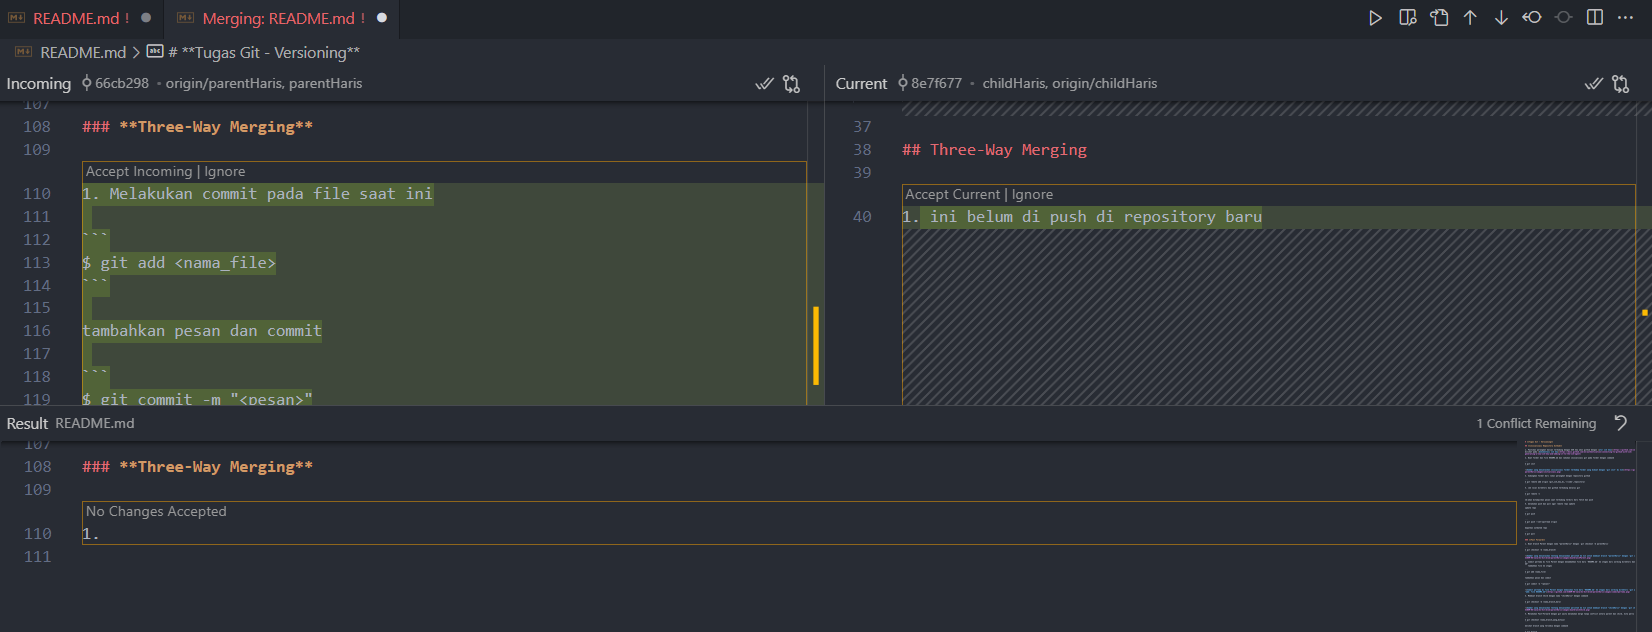 README.md !
Merging: README.md !
README.md > # **Tugas Git - Versioning**
Incoming 66cb298 • origin/parentHaris, parentHaris
107
108 ### **Three-Way Merging**
109
Accept Incoming | Ignore
110 1. Melakukan commit pada file saat ini
111
112 ```
113 $ git add <nama_file>
114 ```
115
116 tambahkan pesan dan commit
117
118 ```
119 $ git commit -m "<pesan>"
Current 8e7f677 • childHaris, origin/childHaris
37
38 ## Three-Way Merging
39
Accept Current | Ignore
40 1. ini belum di push di repository baru
Result README.md
1 Conflict Remaining
107
108 ### **Three-Way Merging**
109
No Changes Accepted
110 1.
111